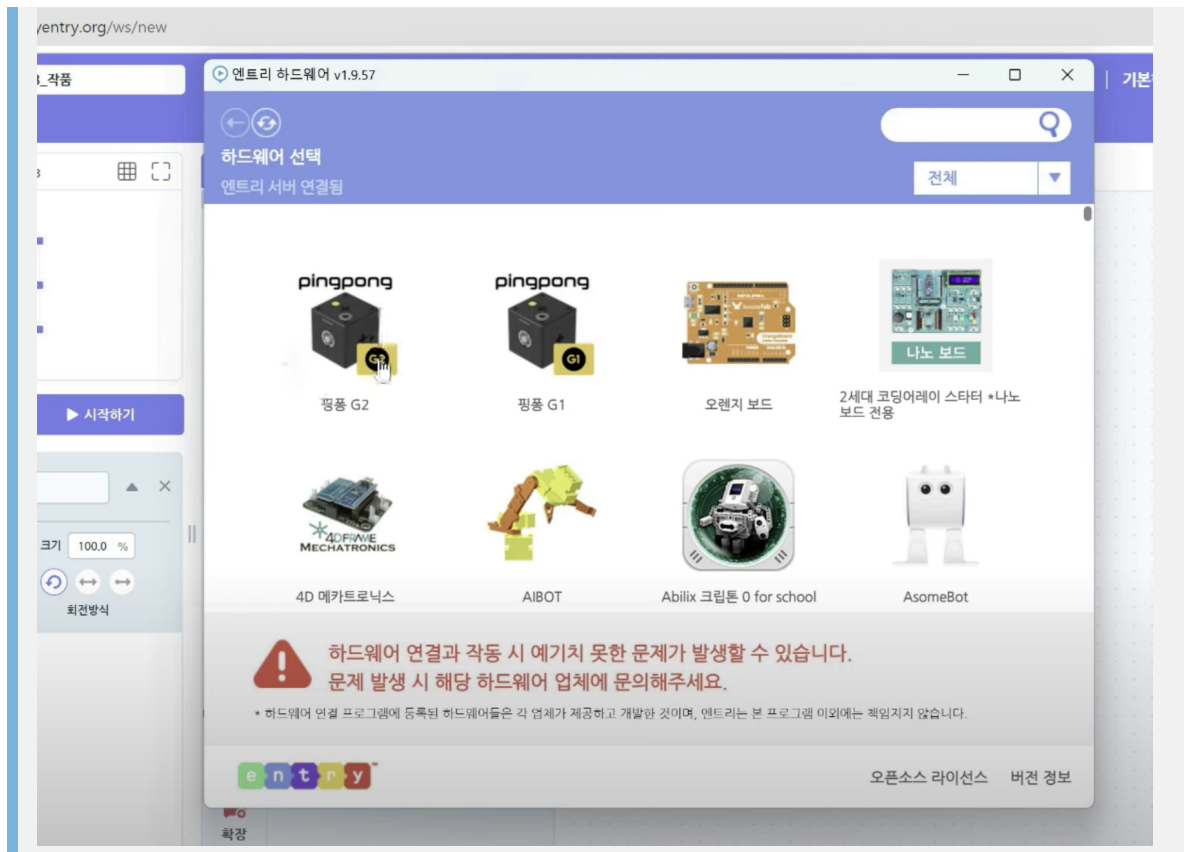 yentry.org/ws/new
엔트리 하드웨어 v1.9.57
_작품
기본
하드웨어 선택
엔트리 서버 연결됨
전체
pingpong
G2
핑퐁 G2
pingpong
G1
핑퐁 G1
오렌지 보드
나노 보드
2세대 코딩어레이 스타터 *나노
보드 전용
시작하기
4DFRAME
MECHATRONICS
4D 메카트로닉스
AIBOT
Abilix 크립톤 0 for school
AsomeBot
크기 100.0 %
회전방식
하드웨어 연결과 작동 시 예기치 못한 문제가 발생할 수 있습니다.
문제 발생 시 해당 하드웨어 업체에 문의해주세요.
* 하드웨어 연결 프로그램에 등록된 하드웨어들은 각 업체가 제공하고 개발한 것이며, 엔트리는 본 프로그램 이외에는 책임지지 않습니다.
entry™
오픈소스 라이선스 버전 정보
확장